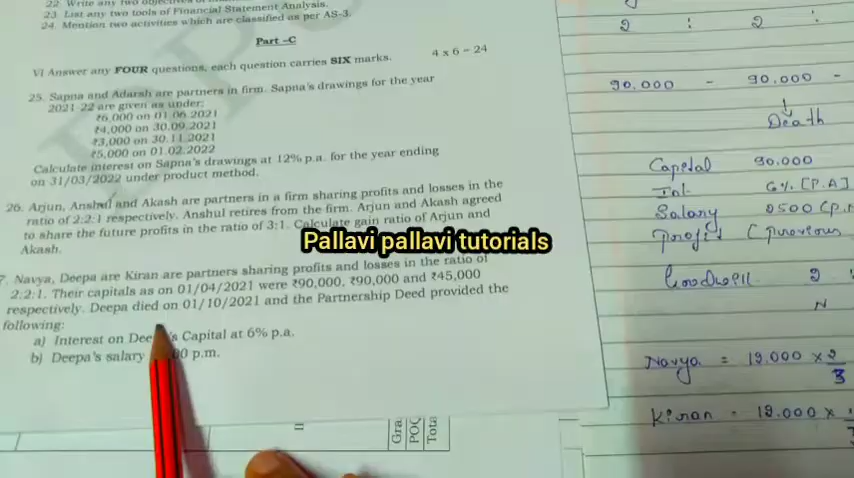 22. Write any two
23. List any two tools of Financial Statement Analysis.
24. Mention two activities which are classified as per AS-3.
Part -C
VI Answer any FOUR questions, each question carries SIX marks. 4 x 6 = 24
25. Sapna and Adarsh are partners in firm. Sapna's drawings for the year
2021-22 are given as under:
₹6,000 on 01.06.2021
₹4,000 on 30.09.2021
₹3,000 on 30.11.2021
₹5,000 on 01.02.2022
Calculate interest on Sapna's drawings at 12% p.a. for the year ending
on 31/03/2022 under product method.
26. Arjun, Anshul and Akash are partners in a firm sharing profits and losses in the
ratio of 2:2:1 respectively. Anshul retires from the firm. Arjun and Akash agreed
to share the future profits in the ratio of 3:1. Calculate gain ratio of Arjun and
Akash.
7. Navya, Deepa are Kiran are partners sharing profits and losses in the ratio of
2:2:1. Their capitals as on 01/04/2021 were ₹90,000, ₹90,000 and ₹45,000
respectively. Deepa died on 01/10/2021 and the Partnership Deed provided the
following:
a) Interest on Dee 's Capital at 6% p.a.
b) Deepa's salary 0 p.m.
Pallavi pallavi tutorials
Gra
POC
Tota
2 : 2 :
90.000 - 90.000 -
↓
Death
Capital 90.000
Int. 6% [P.A]
Salary 2500 (P.
Profit (Previous
Goodwill 2
N
Navya = 12.000 × 2/3
Kiran = 12.000 ×